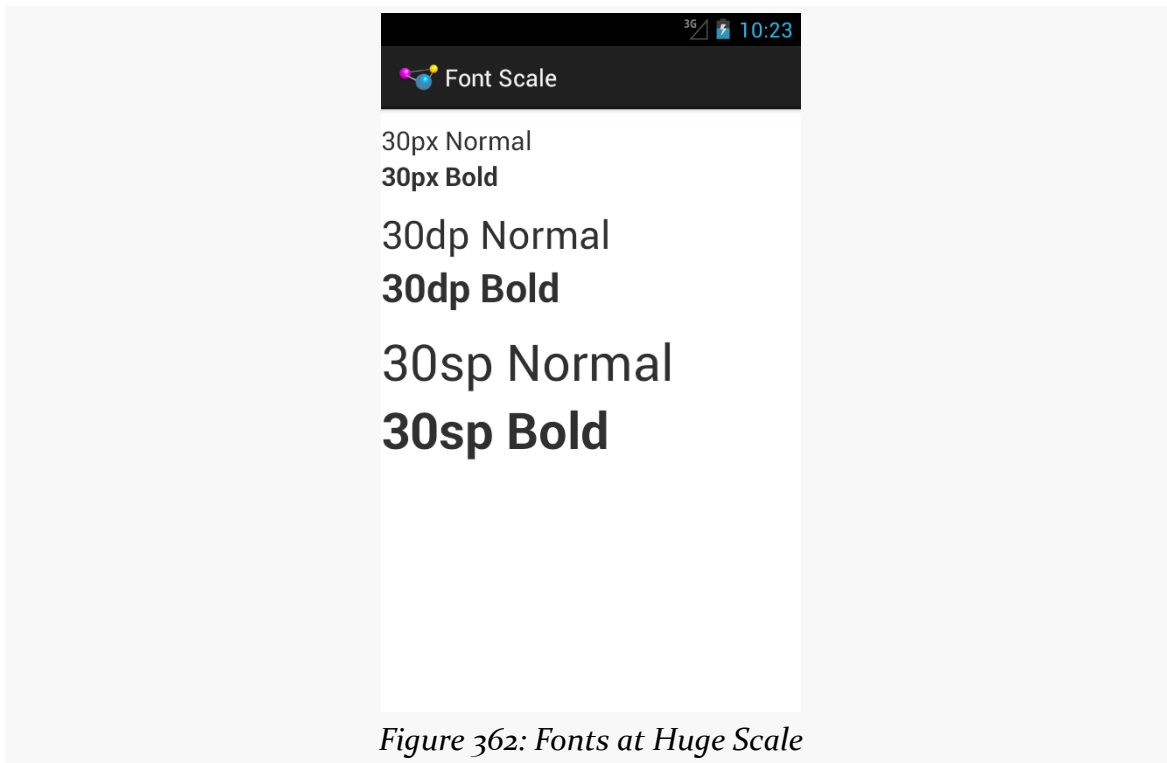 3G 10:23
Font Scale
30px Normal
30px Bold
30dp Normal
30dp Bold
30sp Normal
30sp Bold
Figure 362: Fonts at Huge Scale